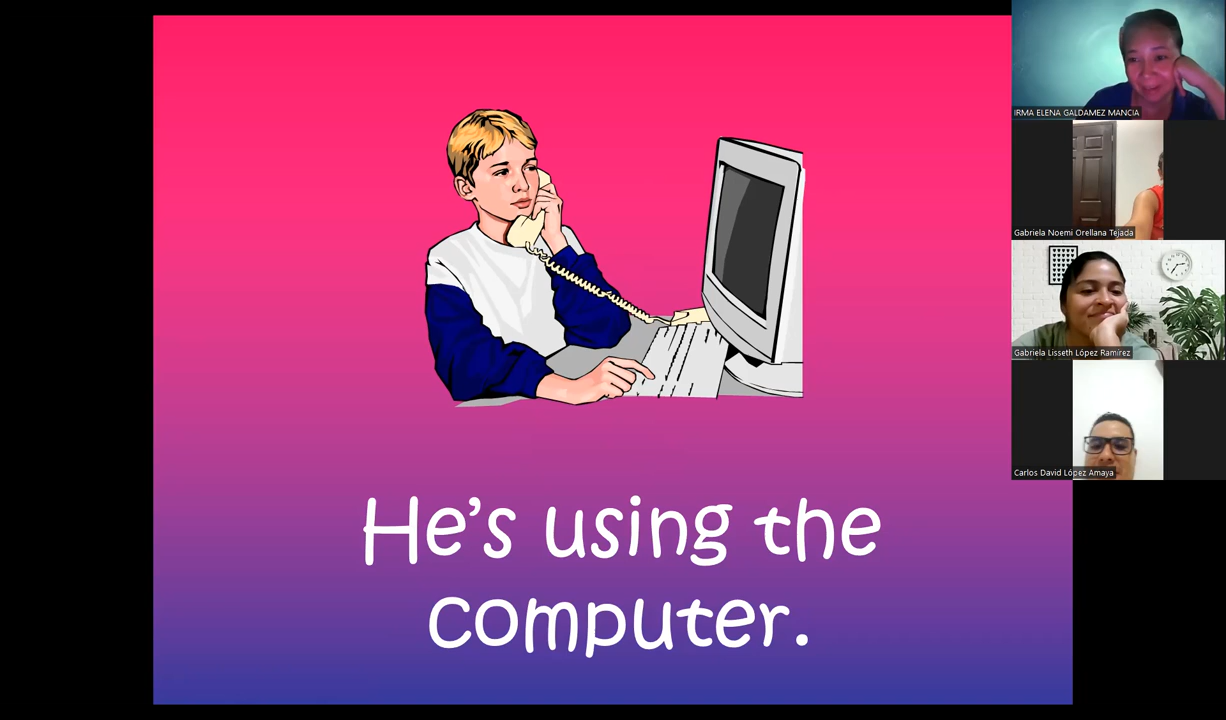 He's using the
computer.
IRMA ELENA GALDAMEZ MANCIA
Gabriela Noemi Orellana Tejada
Gabriela Lisseth López Ramírez
Carlos David López Amaya